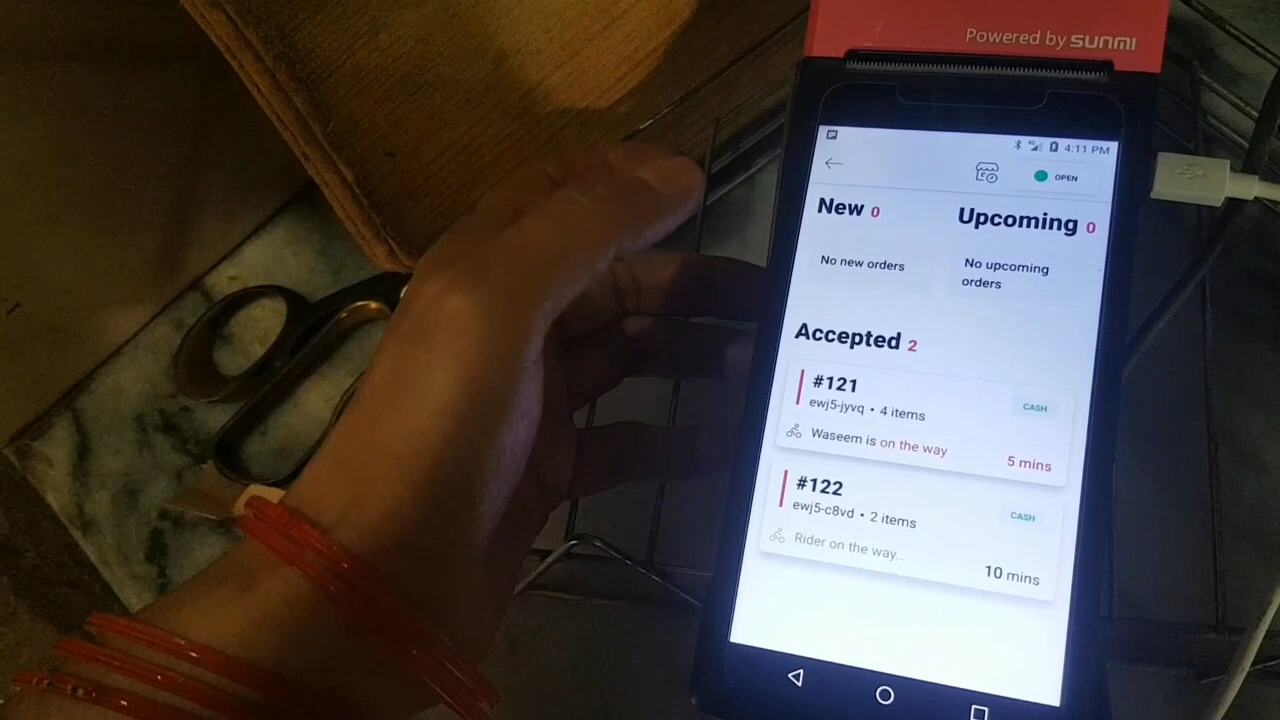 Powered by SUNMI
4:11 PM
OPEN
New 0
Upcoming 0
No new orders
No upcoming
orders
Accepted 2
#121
CASH
ewj5-jyvq • 4 items
Waseem is on the way
5 mins
#122
CASH
ewj5-c8vd • 2 items
Rider on the way...
10 mins